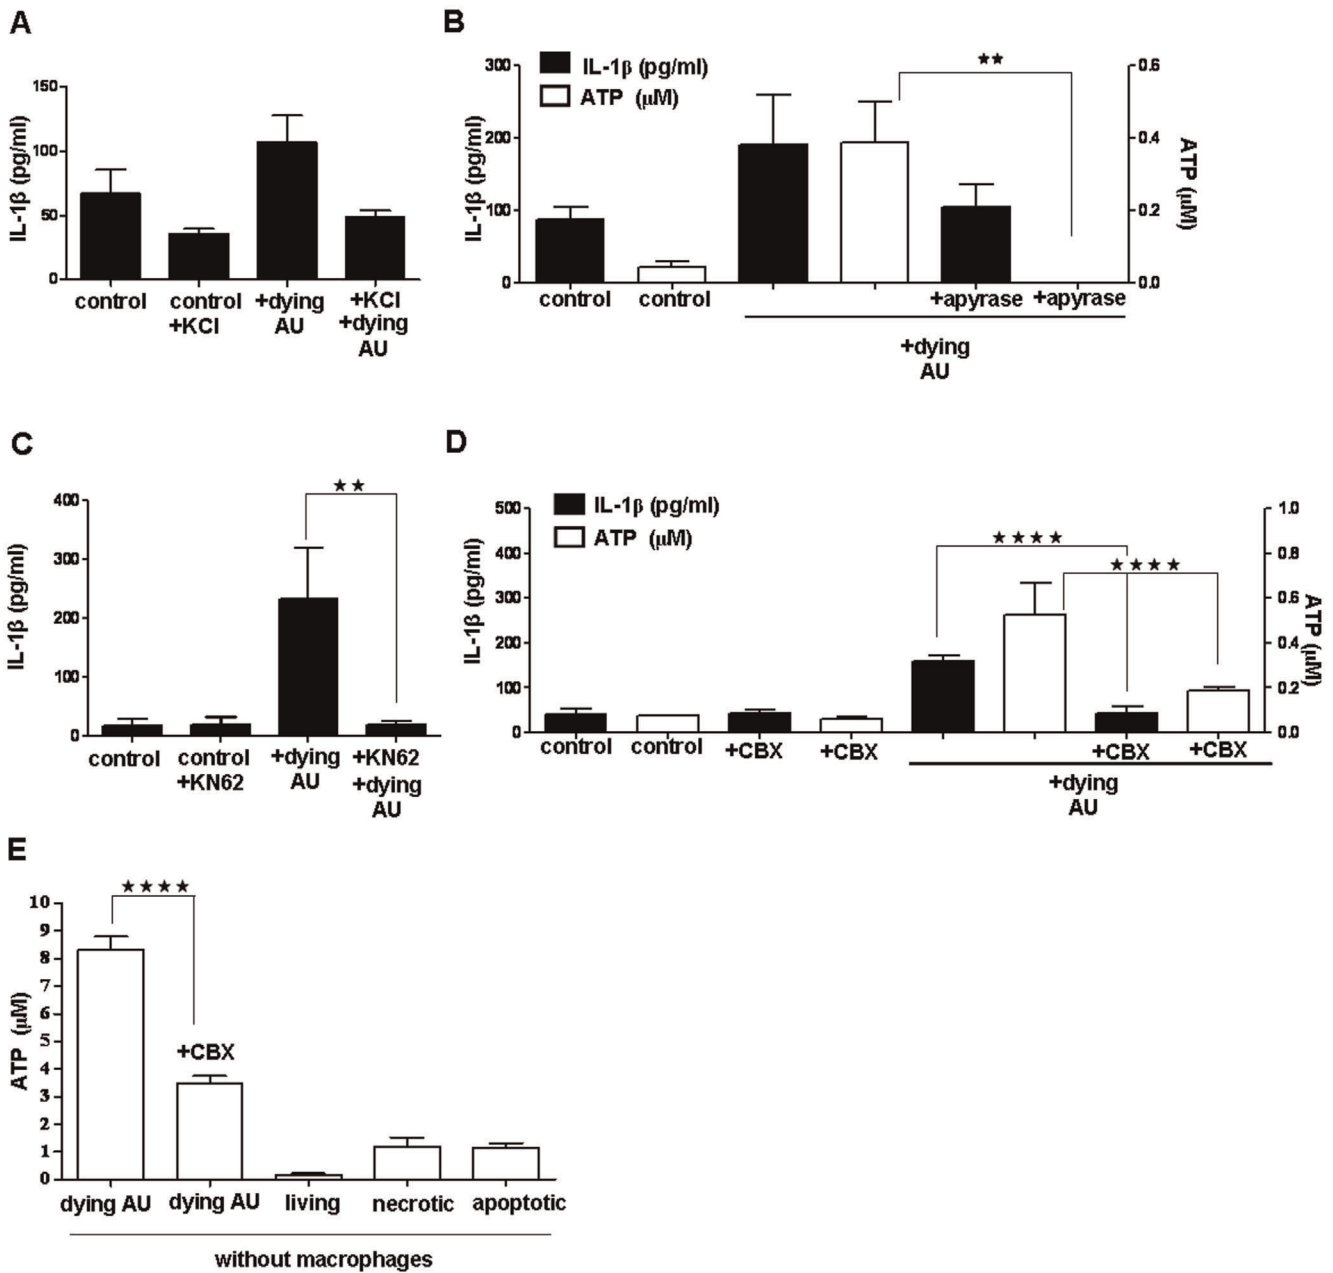 A
IL-1β (pg/ml)
150
100
50
0
control
control
+KCl
+dying
AU
+KCl
+dying
AU
B
IL-1β (pg/ml)
ATP (μM)
**
IL-1β (pg/ml)
300
200
100
0
0.6
0.4
0.2
0.0
ATP (μM)
control
control
+apyrase
+apyrase
+dying
AU
C
IL-1β (pg/ml)
400
300
200
100
0
★★
control
control
+KN62
+dying
AU
+KN62
+dying
AU
D
IL-1β (pg/ml)
ATP (μM)
IL-1β (pg/ml)
500
400
300
200
100
0
★★★★
★★★★
1.0
0.8
0.6
0.4
0.2
0.0
ATP (μM)
control
control
+CBX
+CBX
+CBX
+CBX
+dying
AU
E
ATP (μM)
10
9
8
7
6
5
4
3
2
1
0
★★★★
+CBX
dying AU
dying AU
living
necrotic
apoptotic
without macrophages